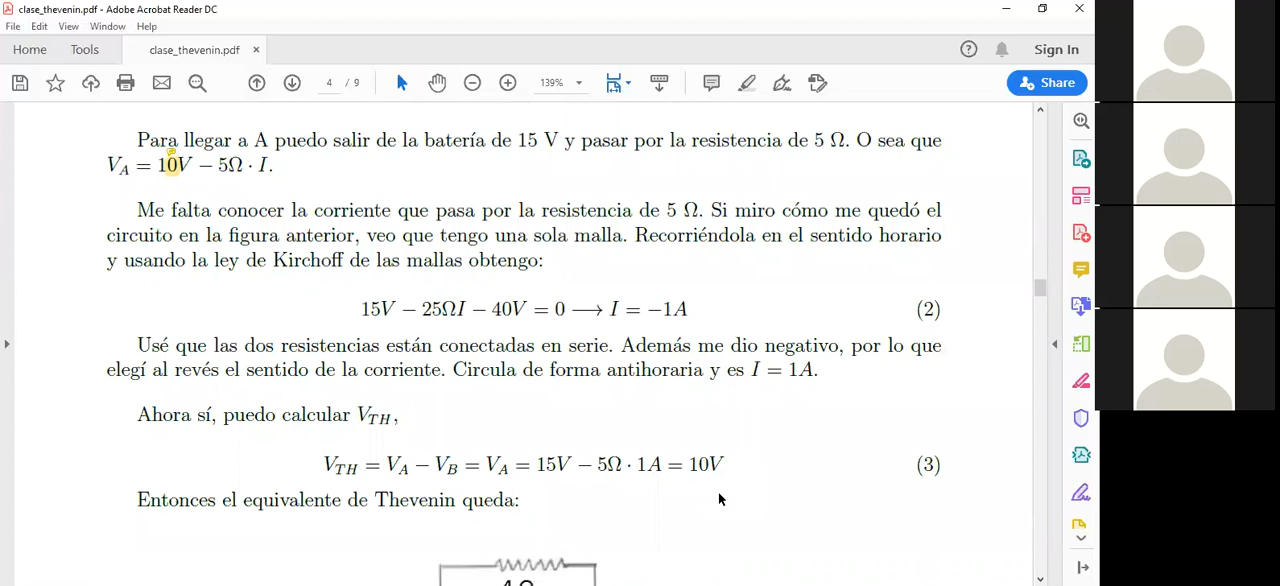 clase_thevenin.pdf - Adobe Acrobat Reader DC
File Edit View Window Help
Home Tools clase_thevenin.pdf × Sign In
4 / 9 139% Share
Para llegar a A puedo salir de la batería de 15 V y pasar por la resistencia de 5 Ω. O sea que
V_A = 10V − 5Ω · I.
Me falta conocer la corriente que pasa por la resistencia de 5 Ω. Si miro cómo me quedó el
circuito en la figura anterior, veo que tengo una sola malla. Recorriéndola en el sentido horario
y usando la ley de Kirchoff de las mallas obtengo:
15V − 25ΩI − 40V = 0 ⟶ I = −1A (2)
Usé que las dos resistencias están conectadas en serie. Además me dio negativo, por lo que
elegí al revés el sentido de la corriente. Circula de forma antihoraria y es I = 1A.
Ahora sí, puedo calcular V_TH,
V_TH = V_A − V_B = V_A = 15V − 5Ω · 1A = 10V (3)
Entonces el equivalente de Thevenin queda: